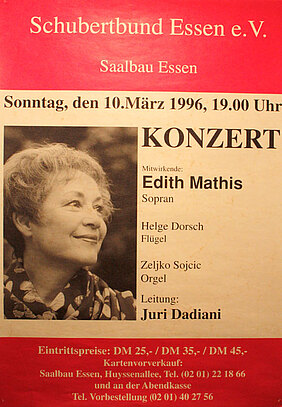 Schubertbund Essen e.V.
Saalbau Essen
Sonntag, den 10.März 1996, 19.00 Uhr
KONZERT
Mitwirkende:
Edith Mathis
Sopran
Helge Dorsch
Flügel
Zeljko Sojcic
Orgel
Leitung:
Juri Dadiani
Eintrittspreise: DM 25,- / DM 35,- / DM 45,-
Kartenvorverkauf:
Saalbau Essen, Huyssenallee, Tel. (02 01) 22 18 66
und an der Abendkasse
Tel. Vorbestellung (02 01) 40 27 56